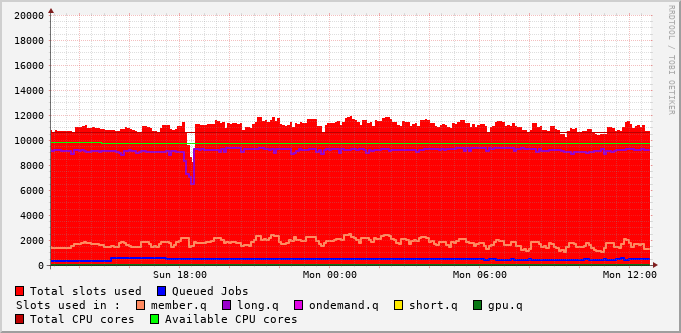 20000
18000
16000
14000
12000
10000
8000
6000
4000
2000
0
Sun 18:00 Mon 00:00 Mon 06:00 Mon 12:00
RRDTOOL / TOBI OETIKER
Total slots used Queued Jobs
Slots used in : member.q long.q ondemand.q short.q gpu.q
Total CPU cores Available CPU cores